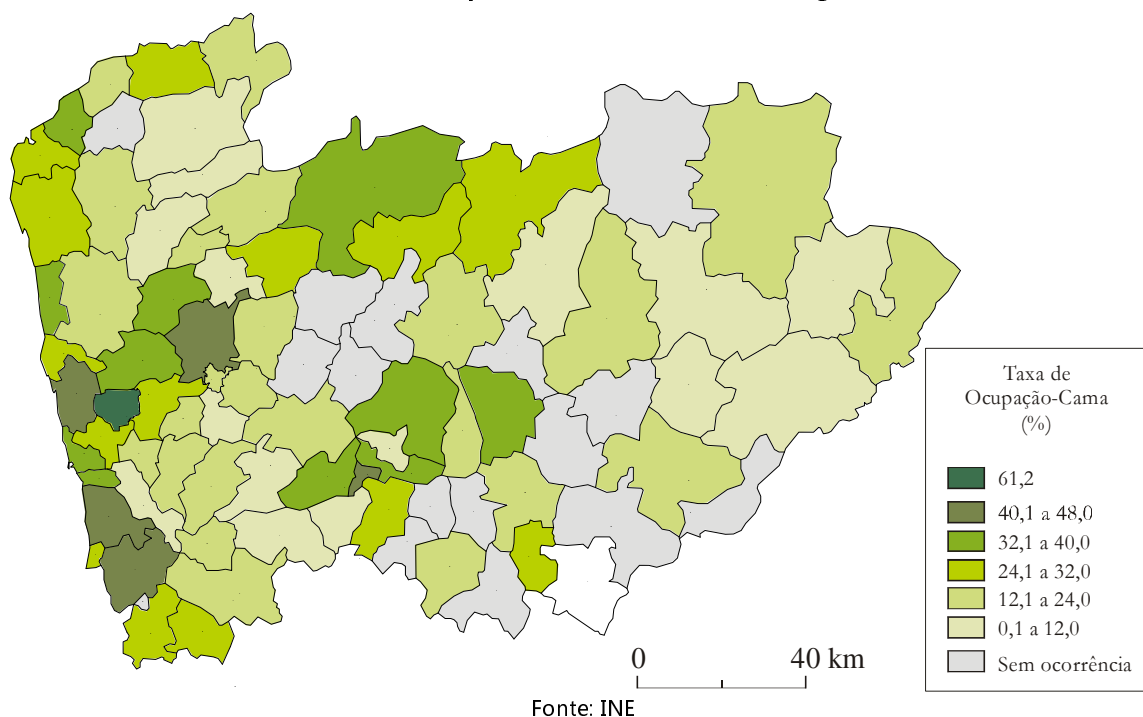 Taxa de
Ocupação-Cama
(%)
61,2
40,1 a 48,0
32,1 a 40,0
24,1 a 32,0
12,1 a 24,0
0,1 a 12,0
Sem ocorrência
0 40 km
Fonte: INE